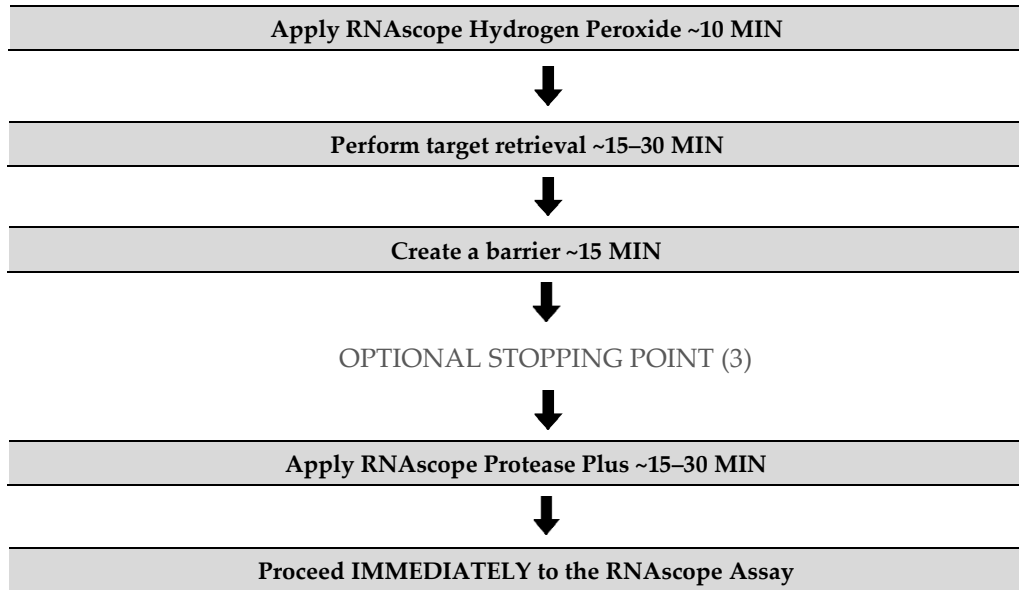 Apply RNAscope Hydrogen Peroxide ~10 MIN
Perform target retrieval ~15–30 MIN
Create a barrier ~15 MIN
OPTIONAL STOPPING POINT (3)
Apply RNAscope Protease Plus ~15–30 MIN
Proceed IMMEDIATELY to the RNAscope Assay